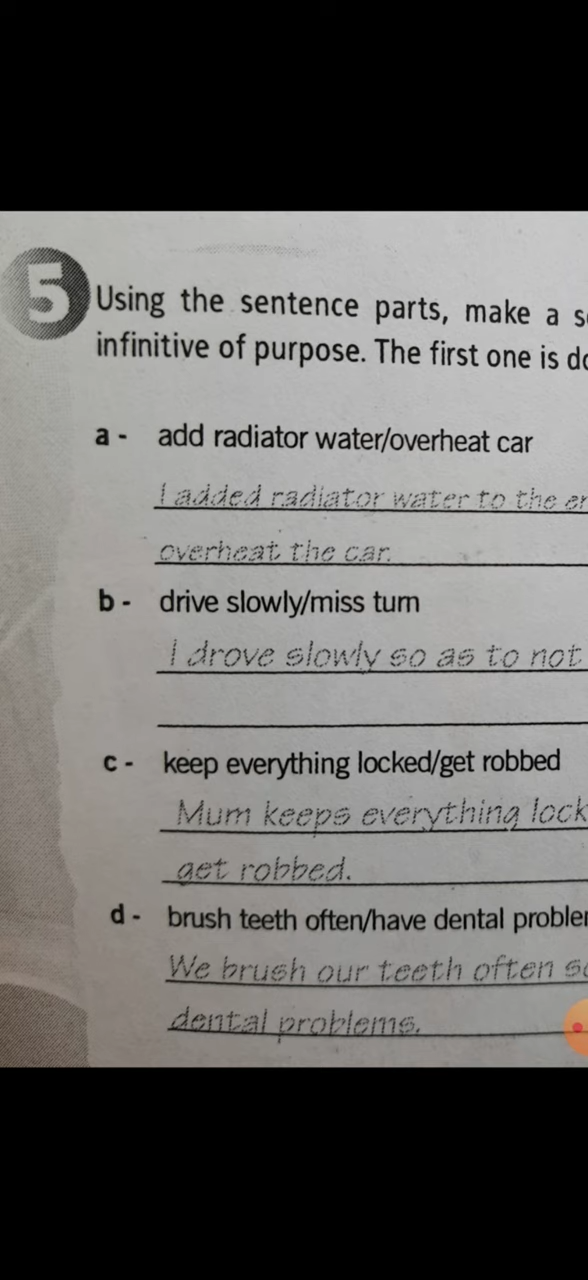 5
Using the sentence parts, make a
infinitive of purpose. The first one is
a - add radiator water/overheat car
I added radiator water to the
overheat the car.
b - drive slowly/miss turn
I drove slowly so as to not
c - keep everything locked/get robbed
Mum keeps everything
get robbed.
d - brush teeth often/have dental
We brush our teeth often
dental problems.